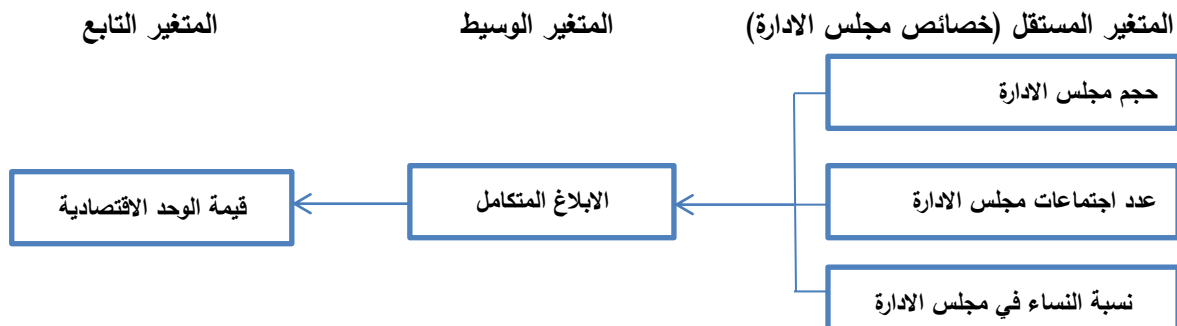 المتغير المستقل (خصائص مجلس الادارة)
المتغير الوسيط
المتغير التابع
حجم مجلس الادارة
عدد اجتماعات مجلس الادارة
الابلاغ المتكامل
قيمة الوحد الاقتصادية
نسبة النساء في مجلس الادارة